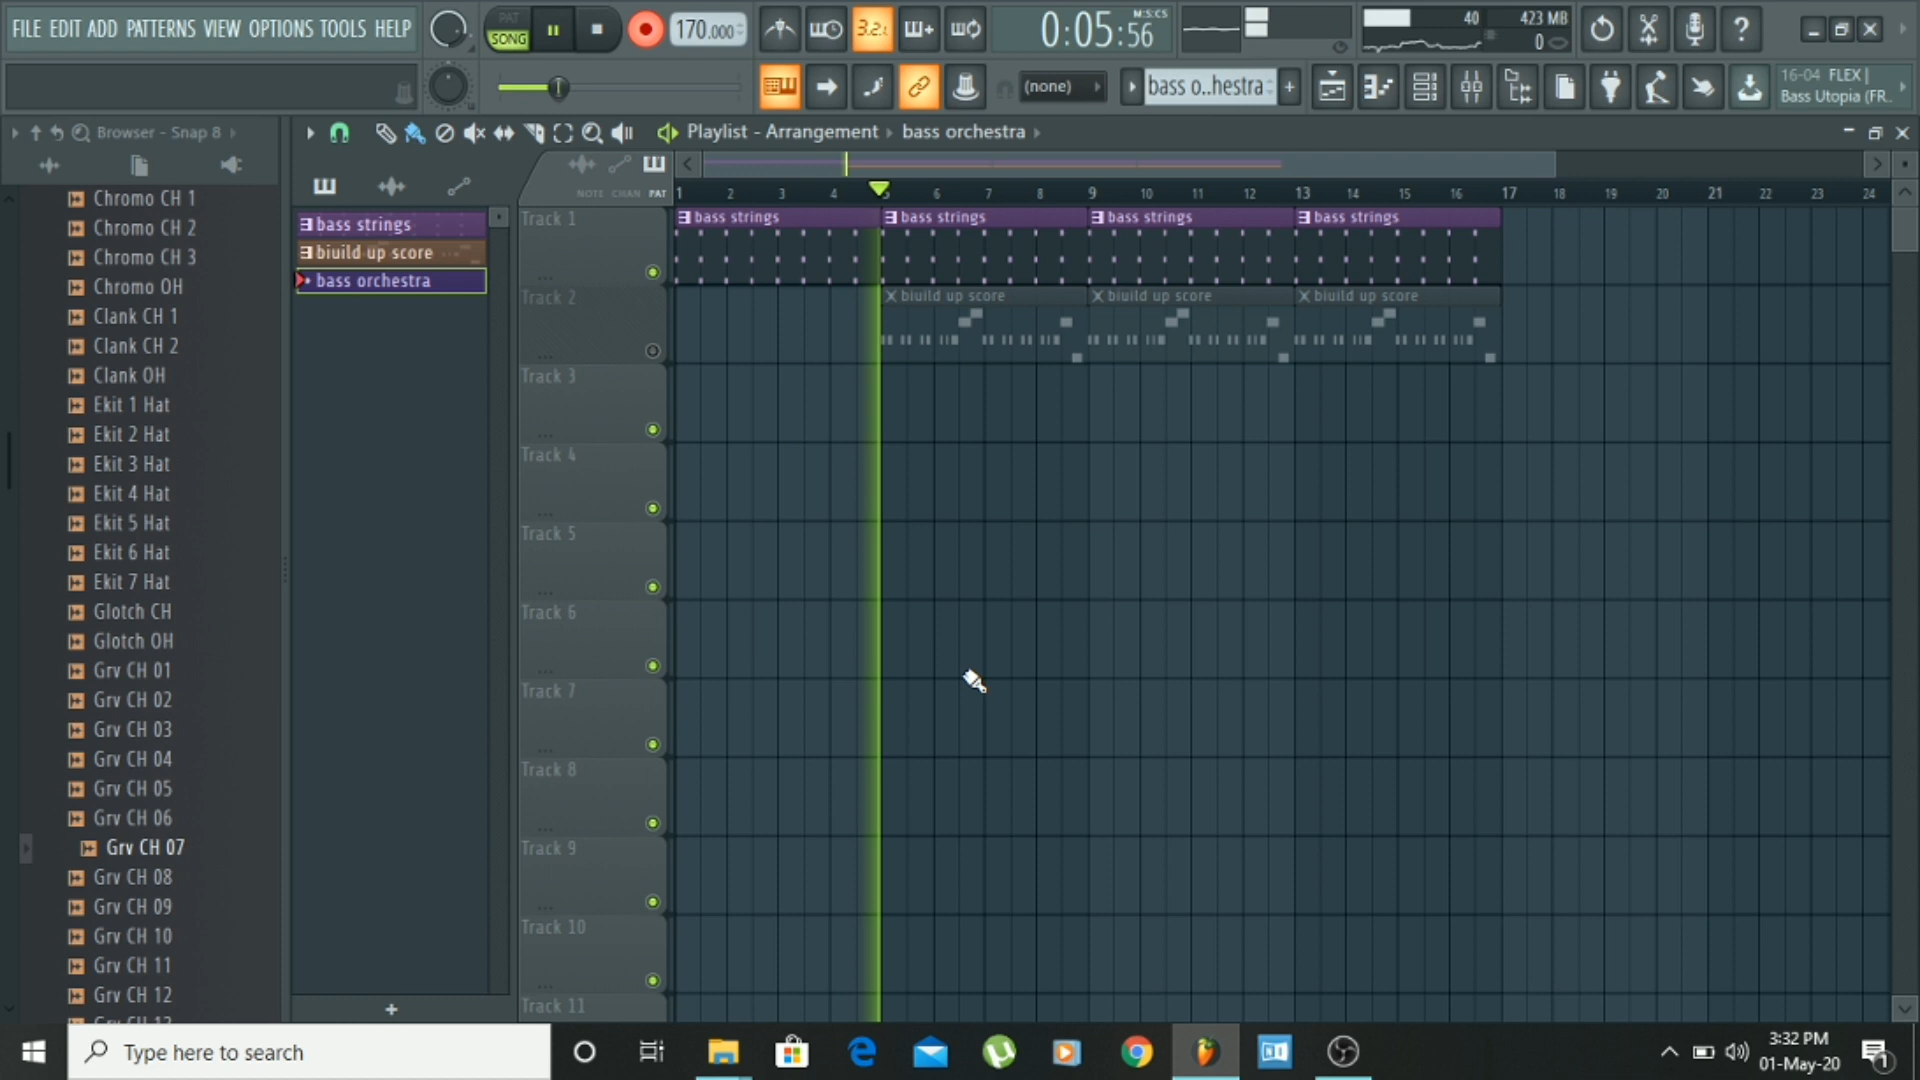 FILE EDIT ADD PATTERNS VIEW OPTIONS TOOLS HELP
PAT
SONG
170.000
3.2.1
M:S:CS
0:05:56
40
423 MB
0
(none)
bass o..hestra
16-04 FLEX |
Bass Utopia (FR..
Browser - Snap 8
Playlist - Arrangement
bass orchestra
NOTE CHAN PAT
1 2 3 4 5 6 7 8 9 10 11 12 13 14 15 16 17 18 19 20 21 22 23 24
Chromo CH 1
Chromo CH 2
Chromo CH 3
Chromo OH
Clank CH 1
Clank CH 2
Clank OH
Ekit 1 Hat
Ekit 2 Hat
Ekit 3 Hat
Ekit 4 Hat
Ekit 5 Hat
Ekit 6 Hat
Ekit 7 Hat
Glotch CH
Glotch OH
Grv CH 01
Grv CH 02
Grv CH 03
Grv CH 04
Grv CH 05
Grv CH 06
Grv CH 07
Grv CH 08
Grv CH 09
Grv CH 10
Grv CH 11
Grv CH 12
bass strings
biuild up score
bass orchestra
Track 1
bass strings
bass strings
bass strings
bass strings
Track 2
biuild up score
biuild up score
biuild up score
Track 3
Track 4
Track 5
Track 6
Track 7
Track 8
Track 9
Track 10
Track 11
Type here to search
3:32 PM
01-May-20
1